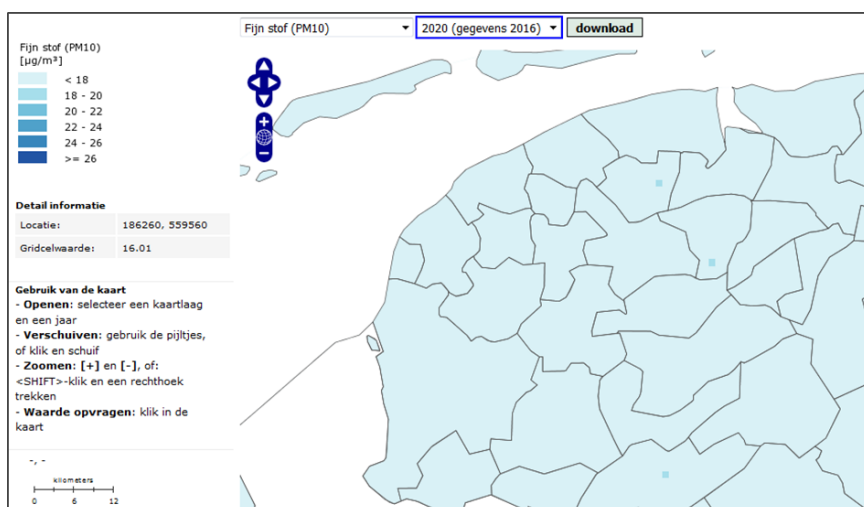 Fijn stof (PM10)
2020 (gegevens 2016)
download
Fijn stof (PM10)
[µg/m³]
< 18
18 - 20
20 - 22
22 - 24
24 - 26
>= 26
Detail informatie
Locatie: 186260, 559560
Gridcelwaarde: 16.01
Gebruik van de kaart
- Openen: selecteer een kaartlaag
en een jaar
- Verschuiven: gebruik de pijltjes,
of klik en schuif
- Zoomen: [+] en [-], of:
<SHIFT>-klik en een rechthoek
trekken
- Waarde opvragen: klik in de
kaart
-, -
kilometers
0 6 12